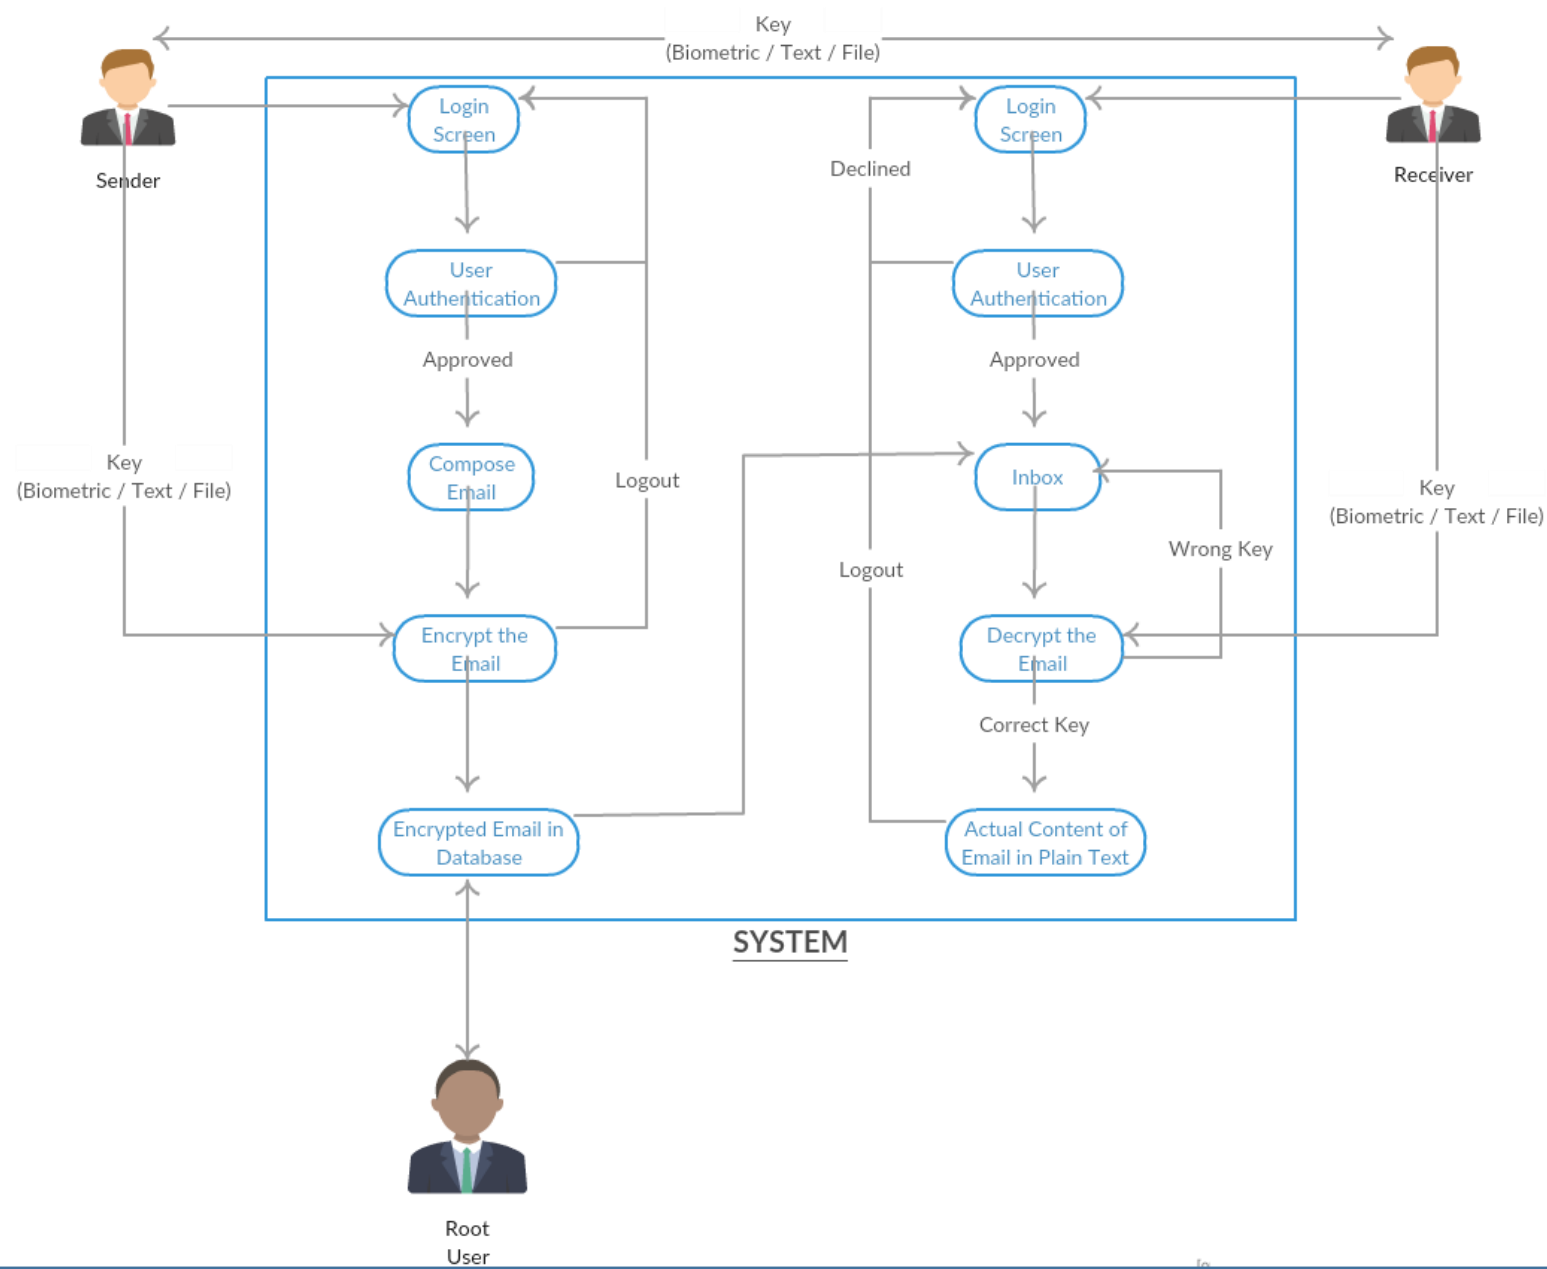 Key
(Biometric / Text / File)
Login
Screen
Login
Screen
Declined
Sender
Receiver
User
Authentication
User
Authentication
Approved
Approved
Key
(Biometric / Text / File)
Compose
Email
Logout
Inbox
Key
(Biometric / Text / File)
Wrong Key
Logout
Encrypt the
Email
Decrypt the
Email
Correct Key
Encrypted Email in
Database
Actual Content of
Email in Plain Text
SYSTEM
Root
User